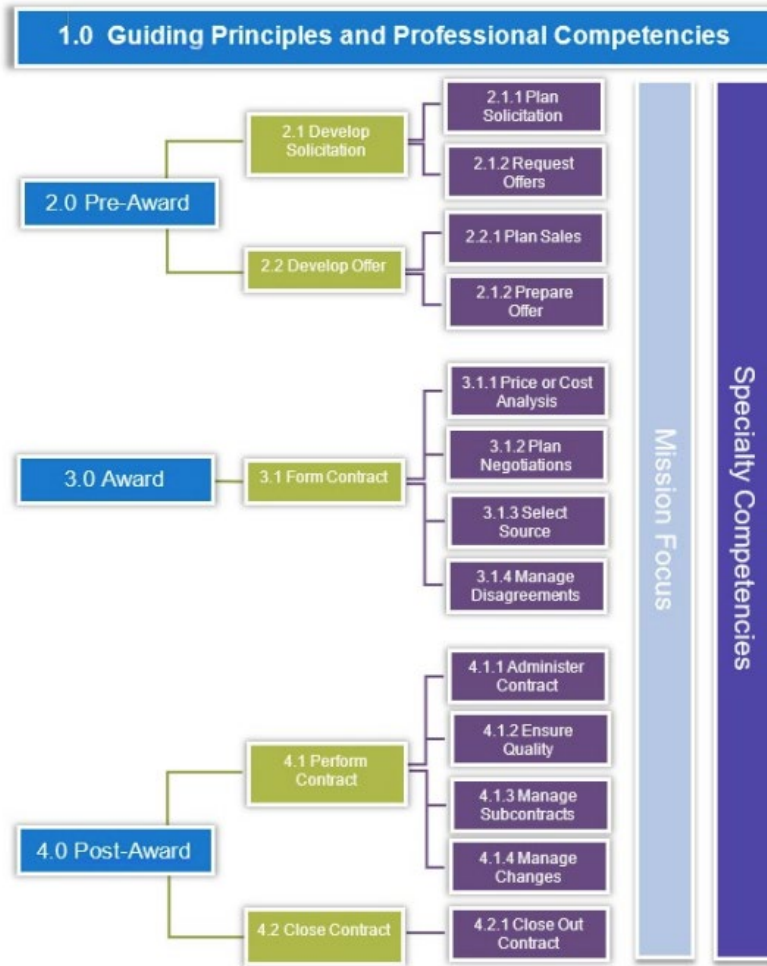 1.0 Guiding Principles and Professional Competencies
2.0 Pre-Award
2.1 Develop
Solicitation
2.1.1 Plan
Solicitation
2.1.2 Request
Offers
2.2 Develop Offer
2.2.1 Plan Sales
2.1.2 Prepare
Offer
3.0 Award
3.1 Form Contract
3.1.1 Price or Cost
Analysis
3.1.2 Plan
Negotiations
3.1.3 Select
Source
3.1.4 Manage
Disagreements
4.0 Post-Award
4.1 Perform
Contract
4.1.1 Administer
Contract
4.1.2 Ensure
Quality
4.1.3 Manage
Subcontracts
4.1.4 Manage
Changes
4.2 Close Contract
4.2.1 Close Out
Contract
Mission Focus
Specialty Competencies